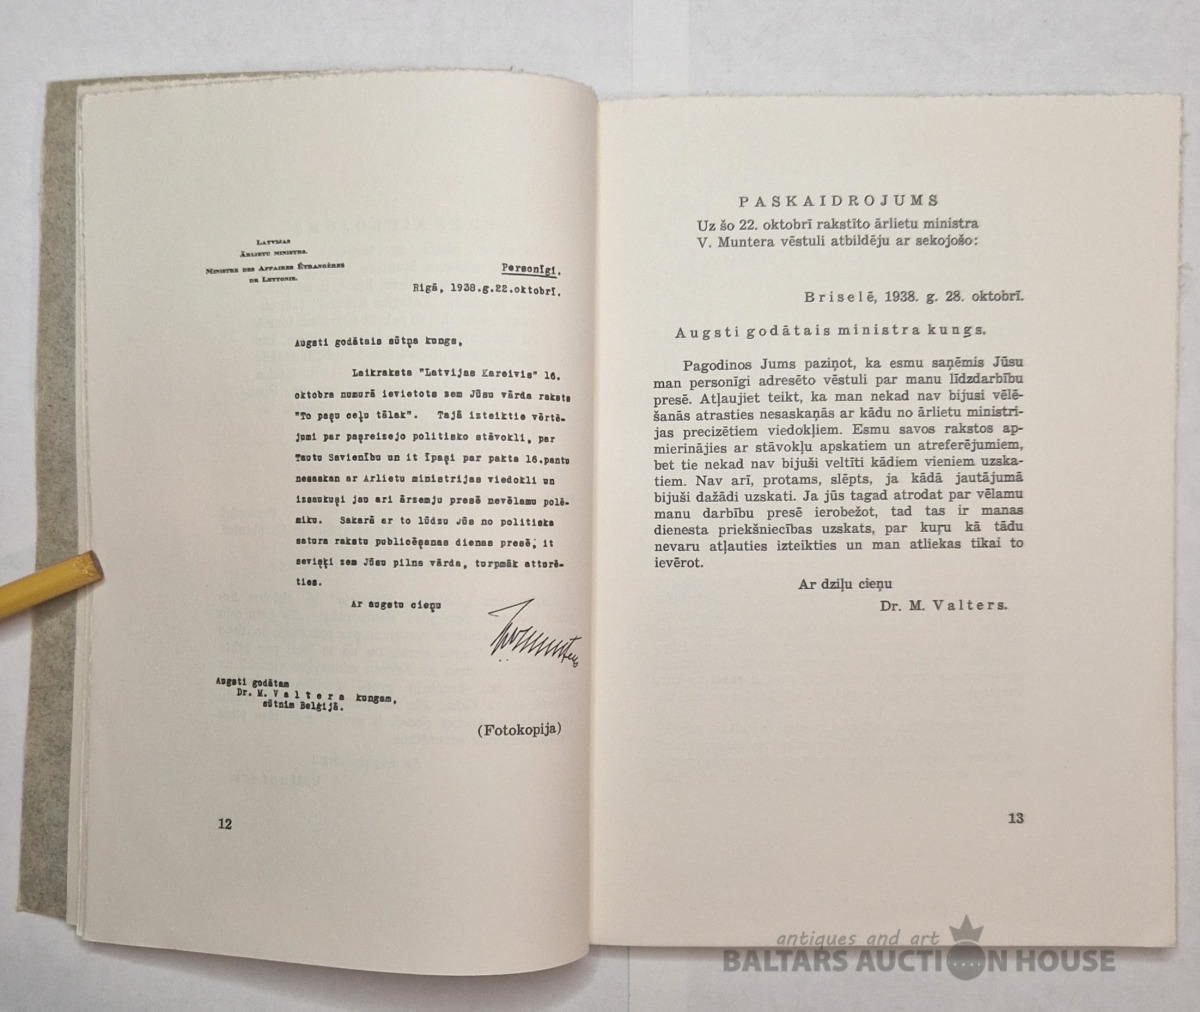 LATVIJAS
ĀRLIETU MINISTRS.
MINISTRE DES AFFAIRES ÉTRANGÈRES
DE LETTONIE.
Personīgi.
Rīgā, 1938.g.22.oktobrī.
Augsti godātais sūtņa kungs,
Laikraksta "Latvijas Kareivis" 16.
oktobra numurā ievietots zem Jūsu vārda raksts
"To paņu ceļu tālak". Tajā izteiktie vērtē-
jumi par pašreizejo politisko stāvokli, par
Tautu Savienību un it īpaši par pakta 16.pantu
nesaskan ar Arlietu ministrijas viedokli un
izsaukuši jau arī ārzemju presē nevēlamu polē-
miku. Sakarā ar to lūdzu Jūs no politiska
satura rakstu publicēšanas dienas presē, it
sevišķi zem Jūsu pilna vārda, turpmāk atturē-
ties.
Ar augstu cieņu
Augsti godātam
Dr. M. Valtera kungam,
sūtnim Beļģijā.
(Fotokopija)
12
PASKAIDROJUMS
Uz šo 22. oktobrī rakstīto ārlietu ministra
V. Muntera vēstuli atbildēju ar sekojošo:
Briselē, 1938. g. 28. oktobrī.
Augsti godātais ministra kungs.
Pagodinos Jums paziņot, ka esmu saņēmis Jūsu
man personīgi adresēto vēstuli par manu līdzdarbību
presē. Atļaujiet teikt, ka man nekad nav bijusi vēlē-
šanās atrasties nesaskaņās ar kādu no ārlietu ministri-
jas precizētiem viedokļiem. Esmu savos rakstos ap-
mierinājies ar stāvokļu apskatiem un atreferējumiem,
bet tie nekad nav bijuši veltīti kādiem vieniem uzska-
tiem. Nav arī, protams, slēpts, ja kādā jautājumā
bijuši dažādi uzskati. Ja jūs tagad atrodat par vēlamu
manu darbību presē ierobežot, tad tas ir manas
dienesta priekšniecības uzskats, par kuŗu kā tādu
nevaru atļauties izteikties un man atliekas tikai to
ievērot.
Ar dziļu cieņu
Dr. M. Valters.
13
antiques and art
BALTARS AUCTION HOUSE